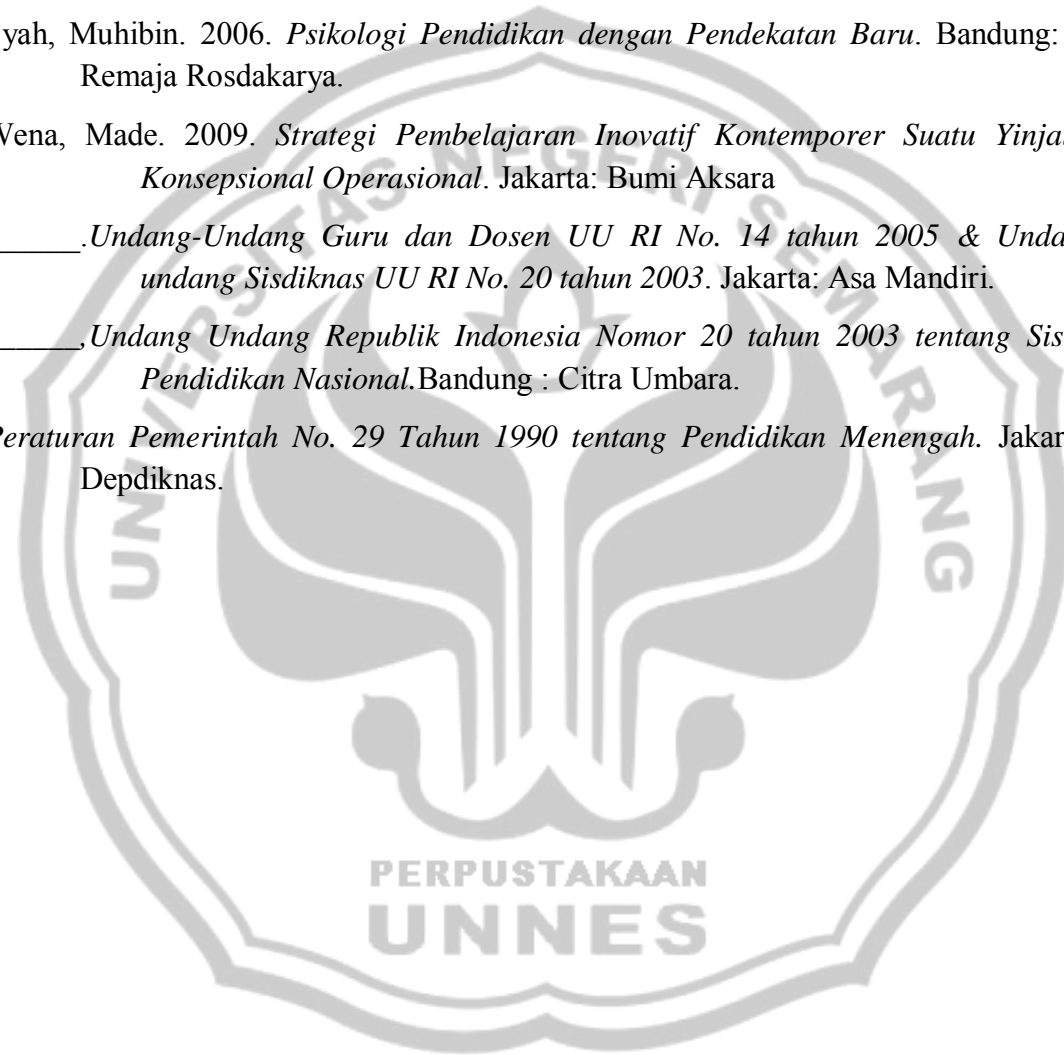 yah, Muhibin. 2006. Psikologi Pendidikan dengan Pendekatan Baru. Bandung:
Remaja Rosdakarya.
Wena, Made. 2009. Strategi Pembelajaran Inovatif Kontemporer Suatu Yinja
Konsepsional Operasional. Jakarta: Bumi Aksara
______.Undang-Undang Guru dan Dosen UU RI No. 14 tahun 2005 & Unda
undang Sisdiknas UU RI No. 20 tahun 2003. Jakarta: Asa Mandiri.
______,Undang Undang Republik Indonesia Nomor 20 tahun 2003 tentang Sis
Pendidikan Nasional.Bandung : Citra Umbara.
Peraturan Pemerintah No. 29 Tahun 1990 tentang Pendidikan Menengah. Jakar
Depdiknas.
UNIVERSITAS NEGERI SEMARANG
PERPUSTAKAAN
UNNES